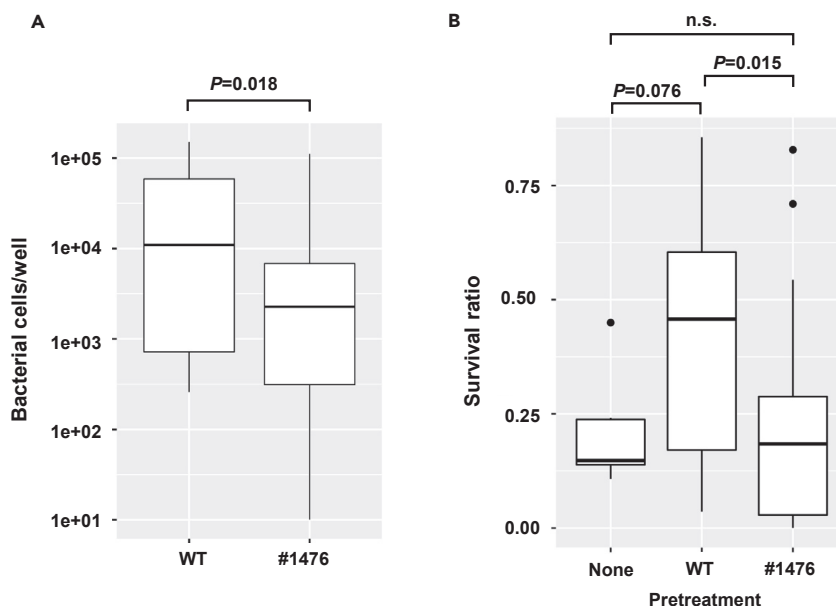 A
P=0.018
1e+05
1e+04
1e+03
1e+02
1e+01
Bacterial cells/well
WT #1476
B
n.s.
P=0.015
P=0.076
0.75
0.50
0.25
0.00
Survival ratio
None WT #1476
Pretreatment